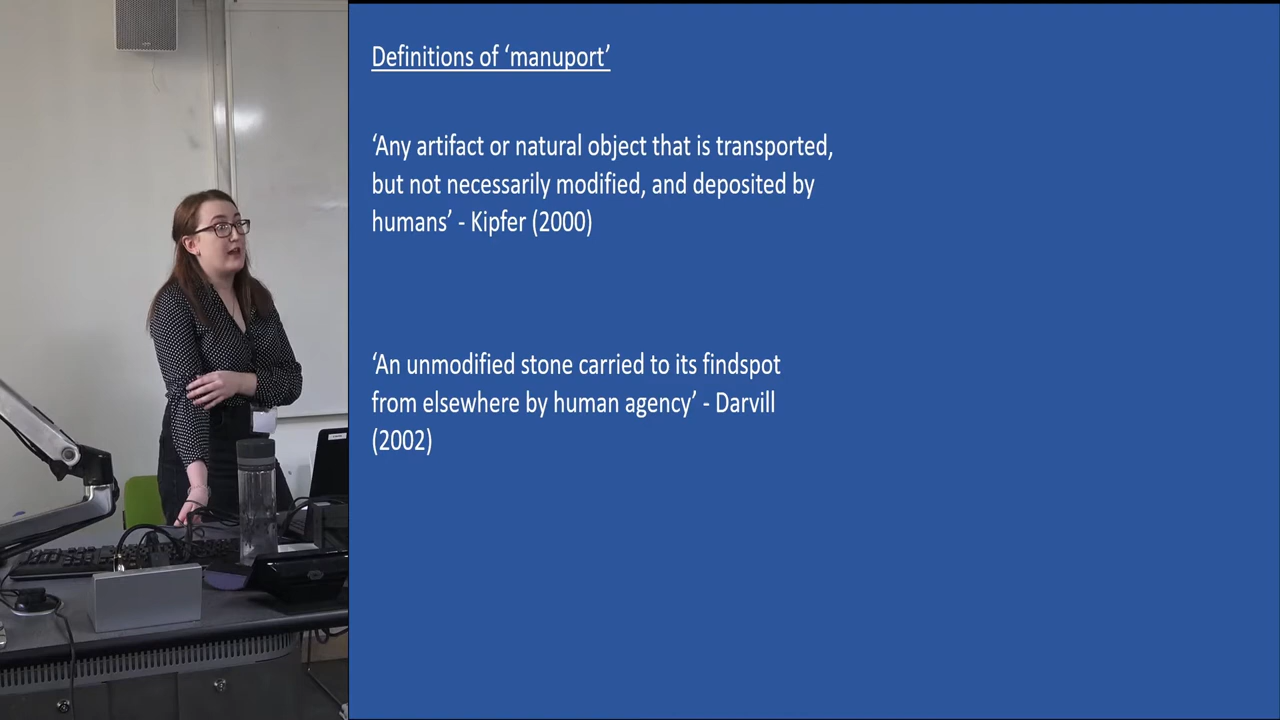 Definitions of ‘manuport’
‘Any artifact or natural object that is transported,
but not necessarily modified, and deposited by
humans’ - Kipfer (2000)
‘An unmodified stone carried to its findspot
from elsewhere by human agency’ - Darvill
(2002)